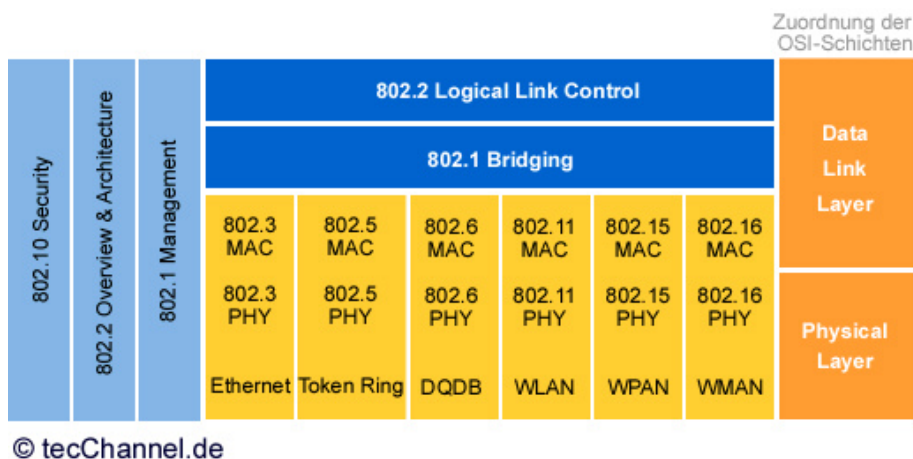 Zuordnung der
OSI-Schichten
802.10 Security
802.2 Overview & Architecture
802.1 Management
802.2 Logical Link Control
802.1 Bridging
802.3
MAC
802.5
MAC
802.6
MAC
802.11
MAC
802.15
MAC
802.16
MAC
802.3
PHY
802.5
PHY
802.6
PHY
802.11
PHY
802.15
PHY
802.16
PHY
Ethernet
Token Ring
DQDB
WLAN
WPAN
WMAN
Data
Link
Layer
Physical
Layer
© tecChannel.de